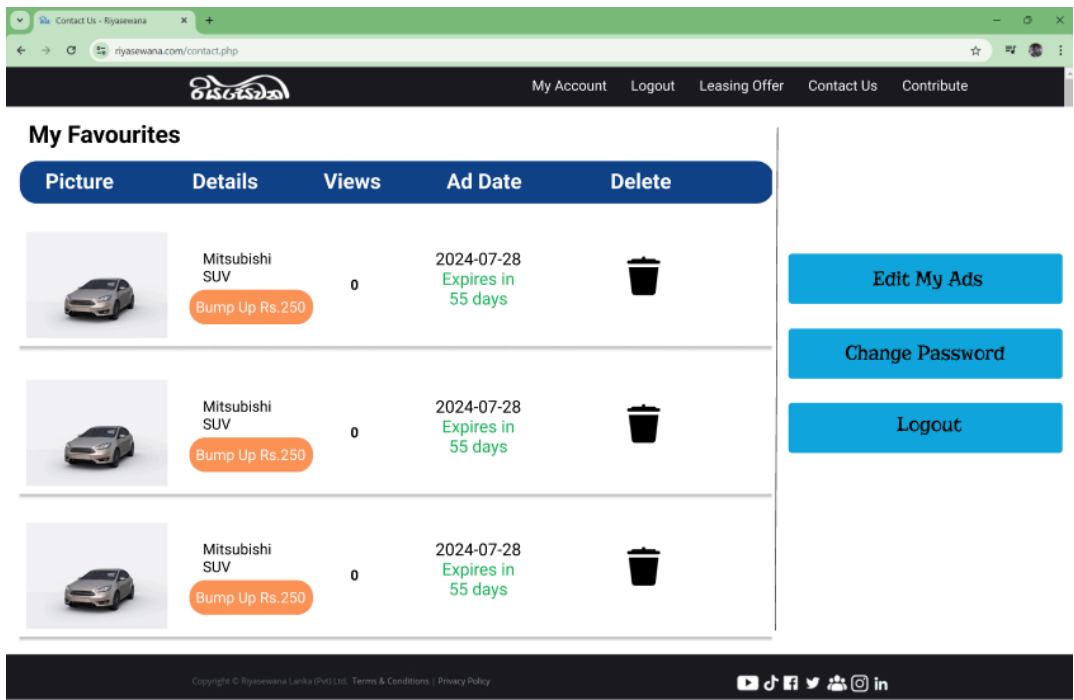 Contact Us - Riyasewana
riyasewana.com/contact.php
රියසෙවන
My Account Logout Leasing Offer Contact Us Contribute
My Favourites
Picture Details Views Ad Date Delete
Mitsubishi
SUV
Bump Up Rs.250
0
2024-07-28
Expires in
55 days
Mitsubishi
SUV
Bump Up Rs.250
0
2024-07-28
Expires in
55 days
Mitsubishi
SUV
Bump Up Rs.250
0
2024-07-28
Expires in
55 days
Edit My Ads
Change Password
Logout
Copyright © Riyasewana Lanka (Pvt) Ltd. Terms & Conditions | Privacy Policy